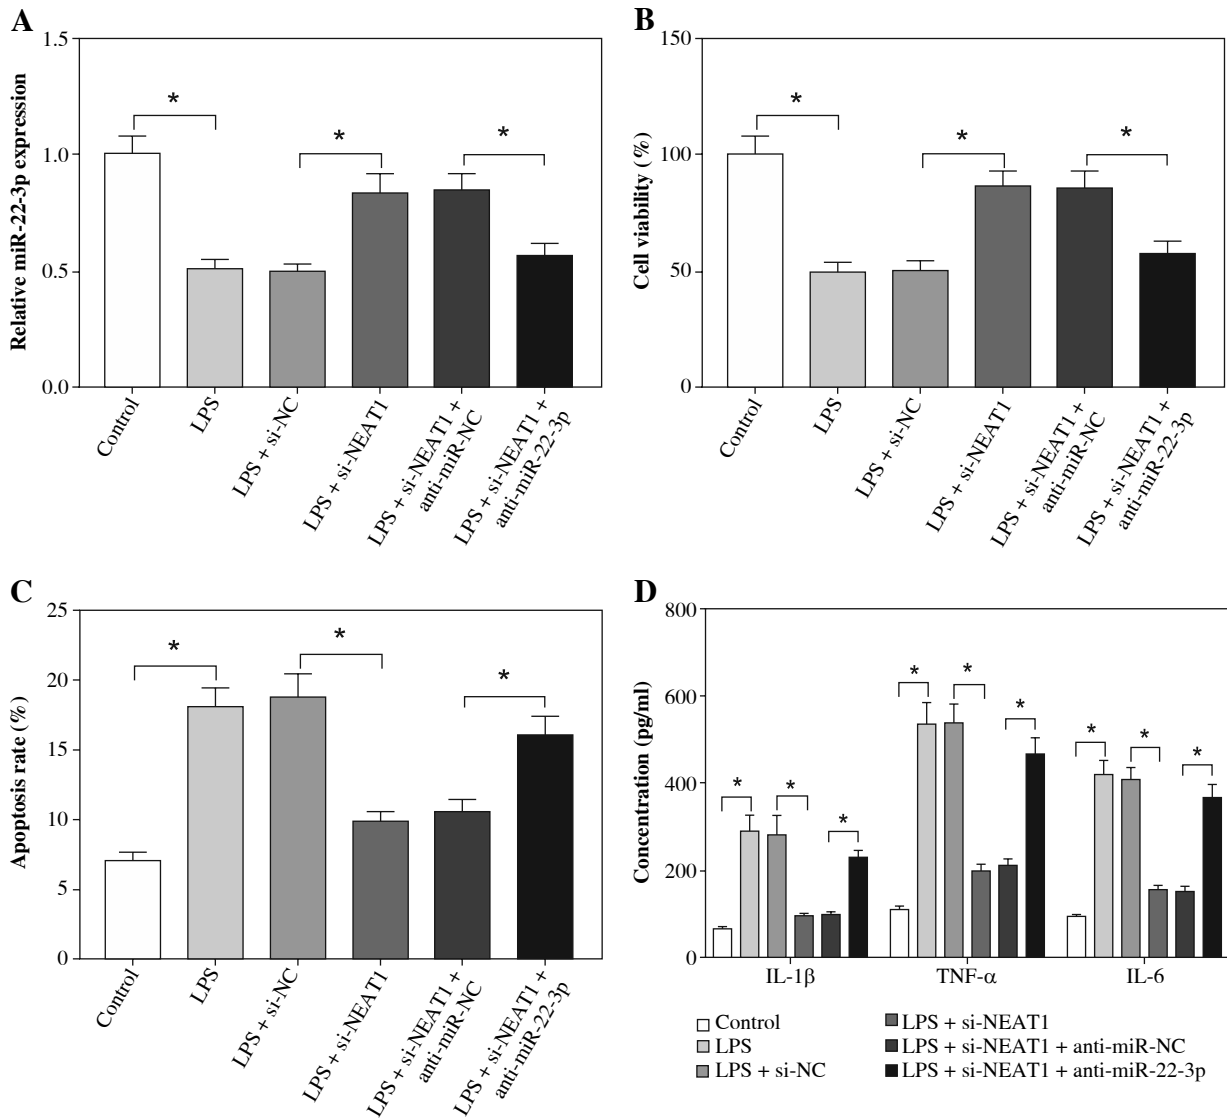 A
Relative miR-22-3p expression
1.5
1.0
0.5
0.0
*
*
*
Control
LPS
LPS + si-NC
LPS + si-NEAT1
LPS + si-NEAT1 +
anti-miR-NC
LPS + si-NEAT1 +
anti-miR-22-3p
B
Cell viability (%)
150
100
50
0
*
*
*
Control
LPS
LPS + si-NC
LPS + si-NEAT1
LPS + si-NEAT1 +
anti-miR-NC
LPS + si-NEAT1 +
anti-miR-22-3p
C
Apoptosis rate (%)
25
20
15
10
5
0
*
*
*
Control
LPS
LPS + si-NC
LPS + si-NEAT1
LPS + si-NEAT1 +
anti-miR-NC
LPS + si-NEAT1 +
anti-miR-22-3p
D
Concentration (pg/ml)
800
600
400
200
0
*
*
*
*
*
*
*
*
*
IL-1β
TNF-α
IL-6
Control
LPS
LPS + si-NC
LPS + si-NEAT1
LPS + si-NEAT1 + anti-miR-NC
LPS + si-NEAT1 + anti-miR-22-3p